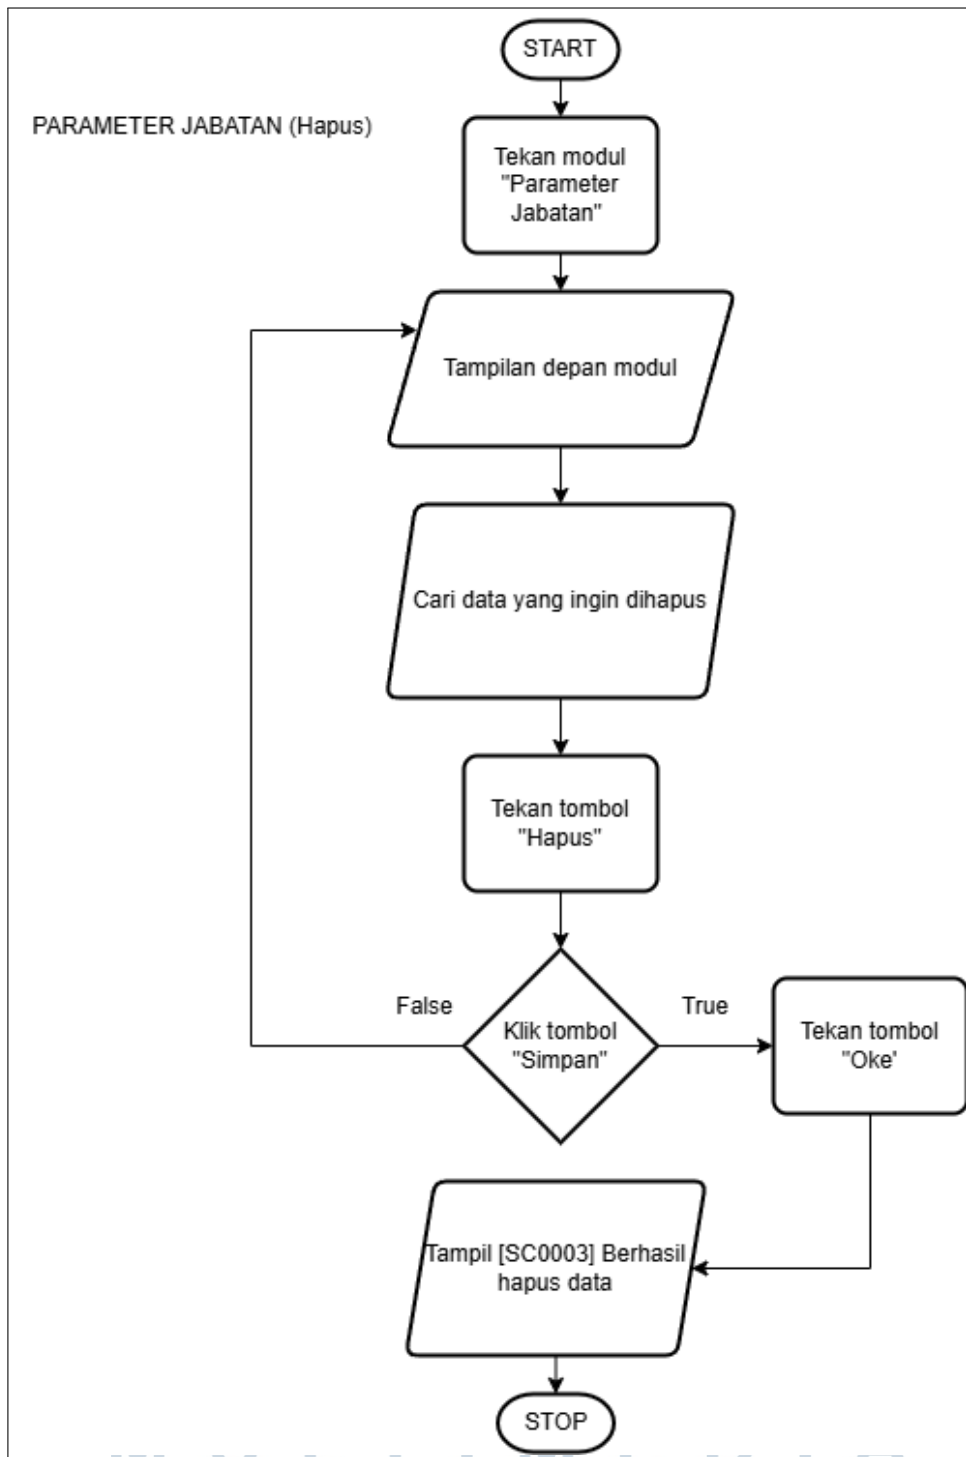 START
PARAMETER JABATAN (Hapus)
Tekan modul
"Parameter
Jabatan"
Tampilan depan modul
Cari data yang ingin dihapus
Tekan tombol
"Hapus"
False
True
Klik tombol
"Simpan"
Tekan tombol
"Oke'
Tampil [SC0003] Berhasil
hapus data
STOP